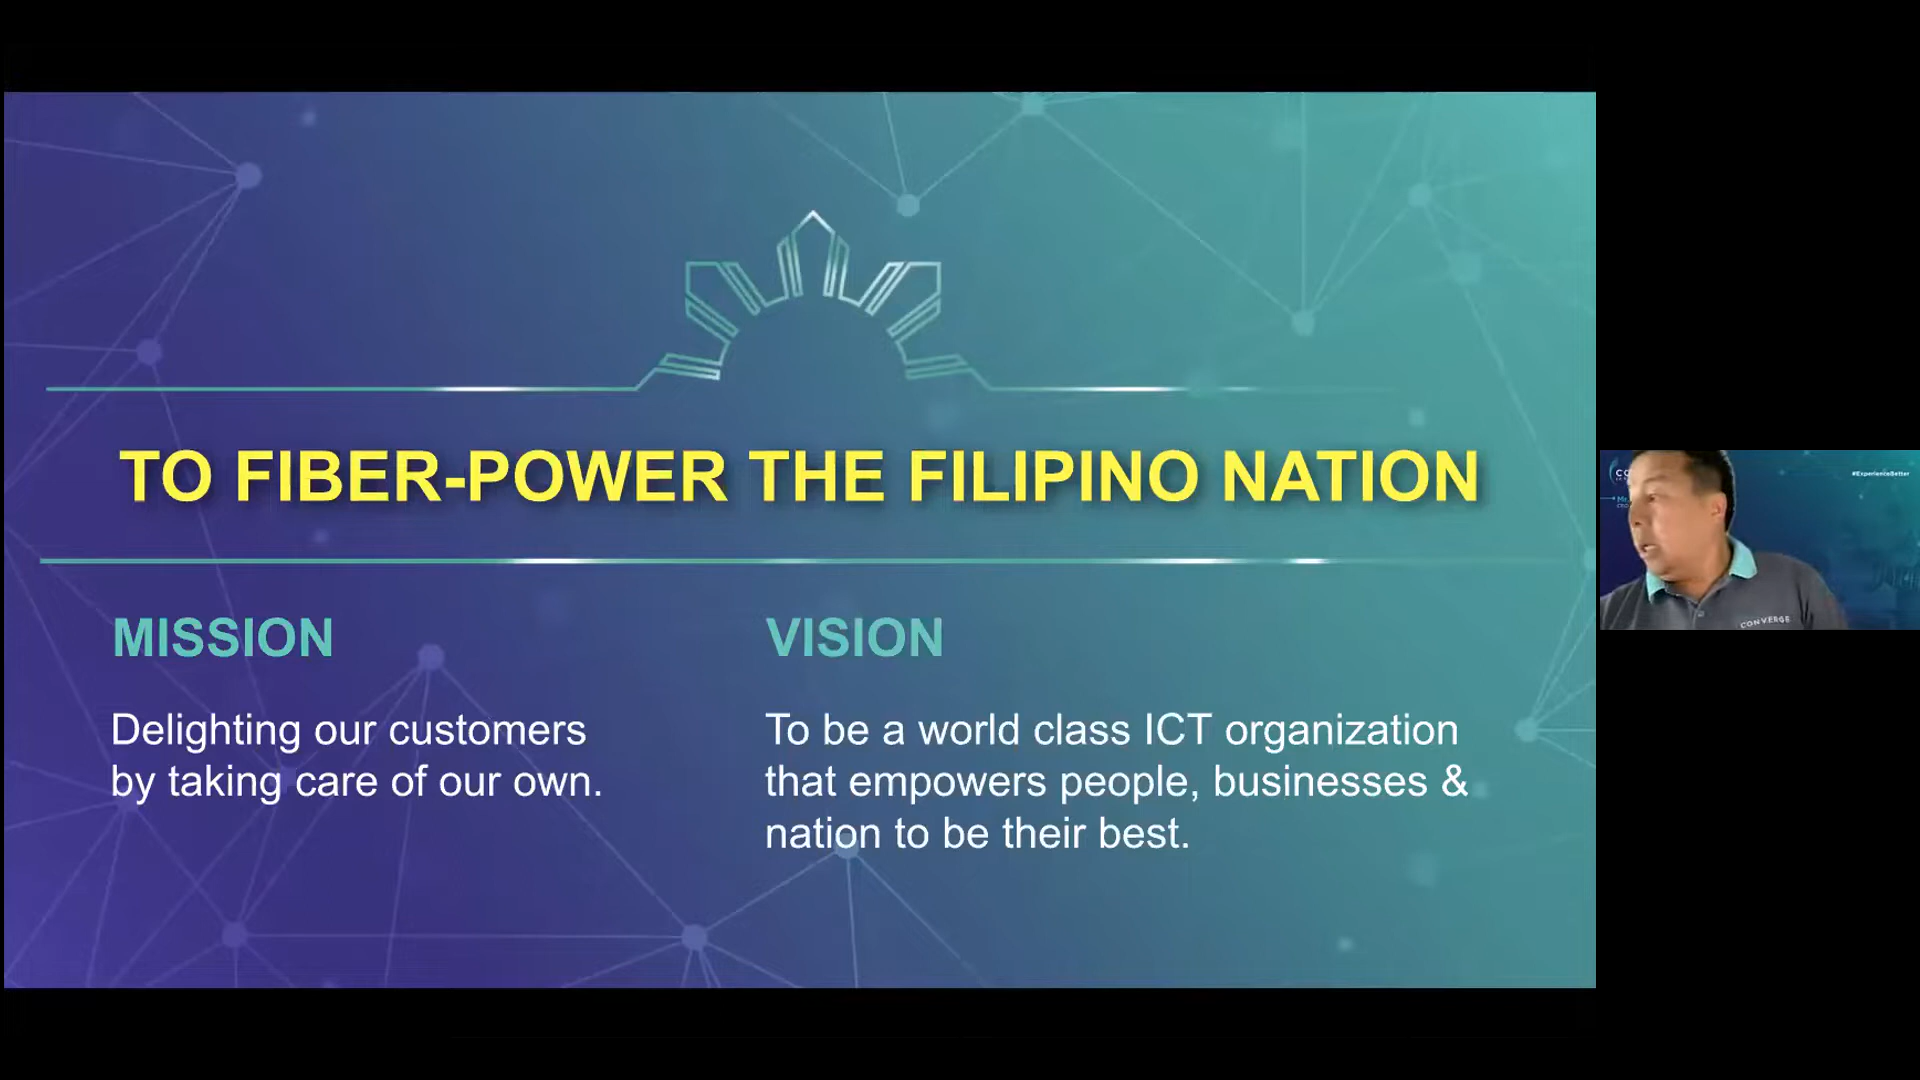 TO FIBER-POWER THE FILIPINO NATION
MISSION
Delighting our customers
by taking care of our own.
VISION
To be a world class ICT organization
that empowers people, businesses &
nation to be their best.
#ExperienceBetter
CONVERGE